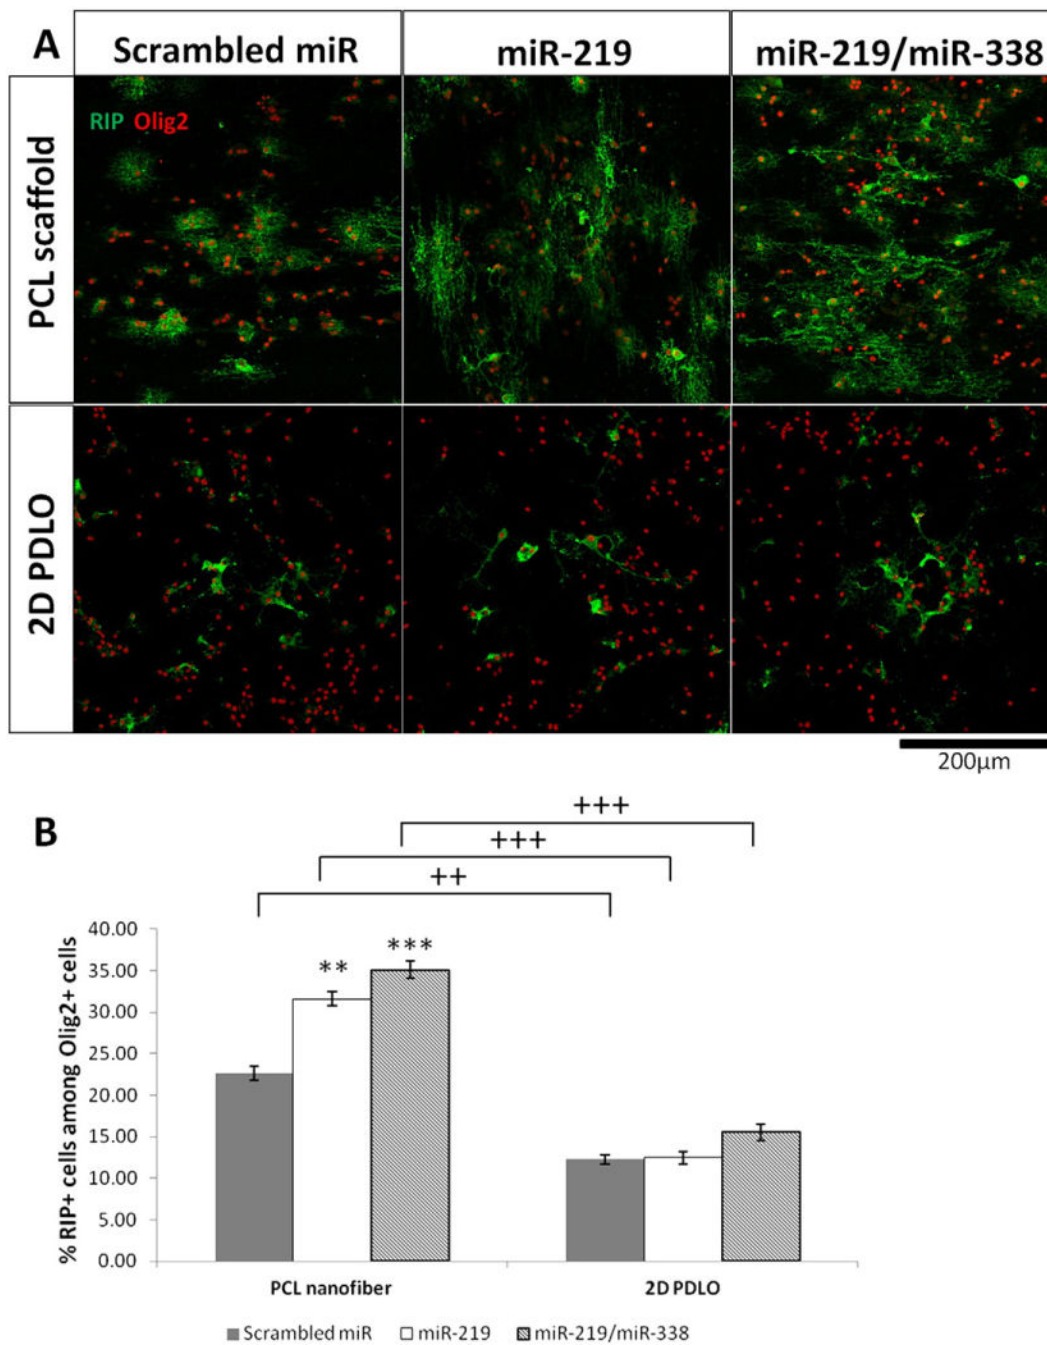 A
Scrambled miR
miR-219
miR-219/miR-338
PCL scaffold
RIP Olig2
2D PDLO
200µm
B
+++
+++
++
% RIP+ cells among Olig2+ cells
40.00
35.00
30.00
25.00
20.00
15.00
10.00
5.00
0.00
**
***
PCL nanofiber
2D PDLO
Scrambled miR
miR-219
miR-219/miR-338